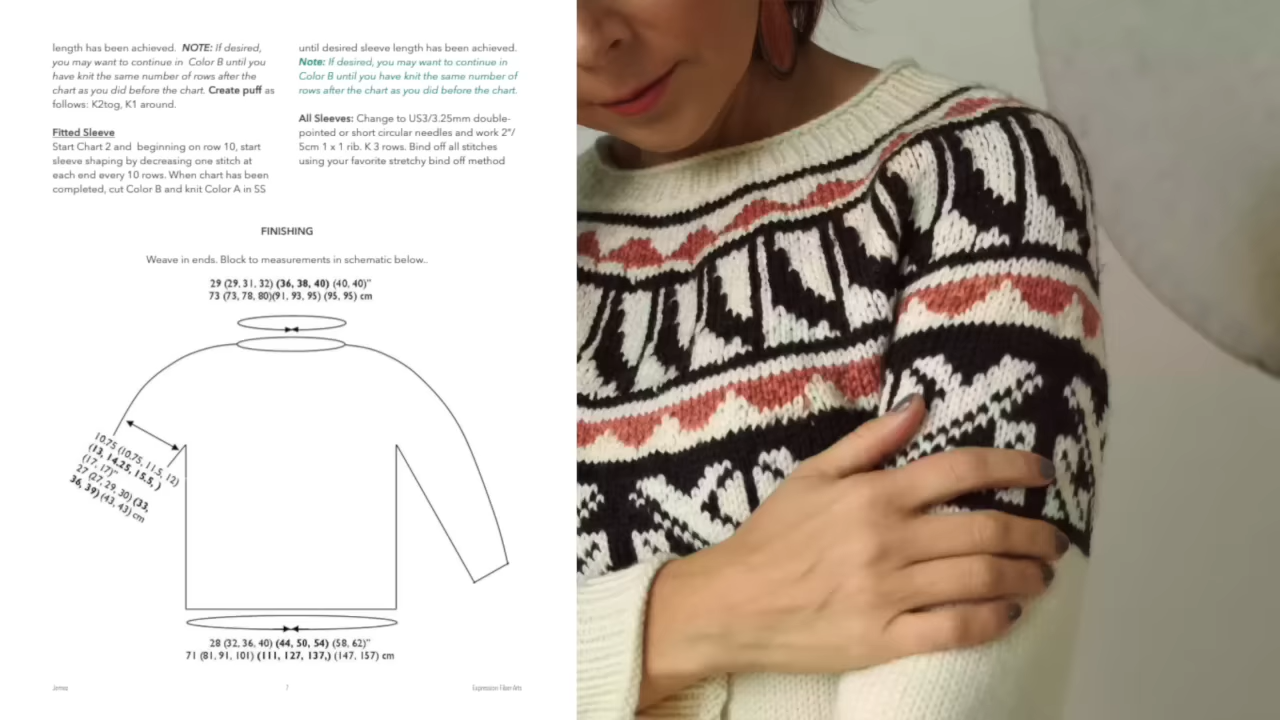 length has been achieved. NOTE: If desired,
you may want to continue in Color B until you
have knit the same number of rows after the
chart as you did before the chart. Create puff as
follows: K2tog, K1 around.
Fitted Sleeve
Start Chart 2 and beginning on row 10, start
sleeve shaping by decreasing one stitch at
each end every 10 rows. When chart has been
completed, cut Color B and knit Color A in SS
until desired sleeve length has been achieved.
Note: If desired, you may want to continue in
Color B until you have knit the same number of
rows after the chart as you did before the chart.
All Sleeves: Change to US3/3.25mm double-
pointed or short circular needles and work 2"/
5cm 1 x 1 rib. K 3 rows. Bind off all stitches
using your favorite stretchy bind off method
FINISHING
Weave in ends. Block to measurements in schematic below..
29 (29, 31, 32) (36, 38, 40) (40, 40)"
73 (73, 78, 80)(91, 93, 95) (95, 95) cm
10.75 (10.75, 11.5, 12)
(13, 14.25, 15.5, )
(17, 17)"
27 (27, 29, 30) (33,
36, 39) (43, 43) cm
28 (32, 36, 40) (44, 50, 54) (58, 62)"
71 (81, 91, 101) (111, 127, 137,) (147, 157) cm
7
Expression Fiber Arts